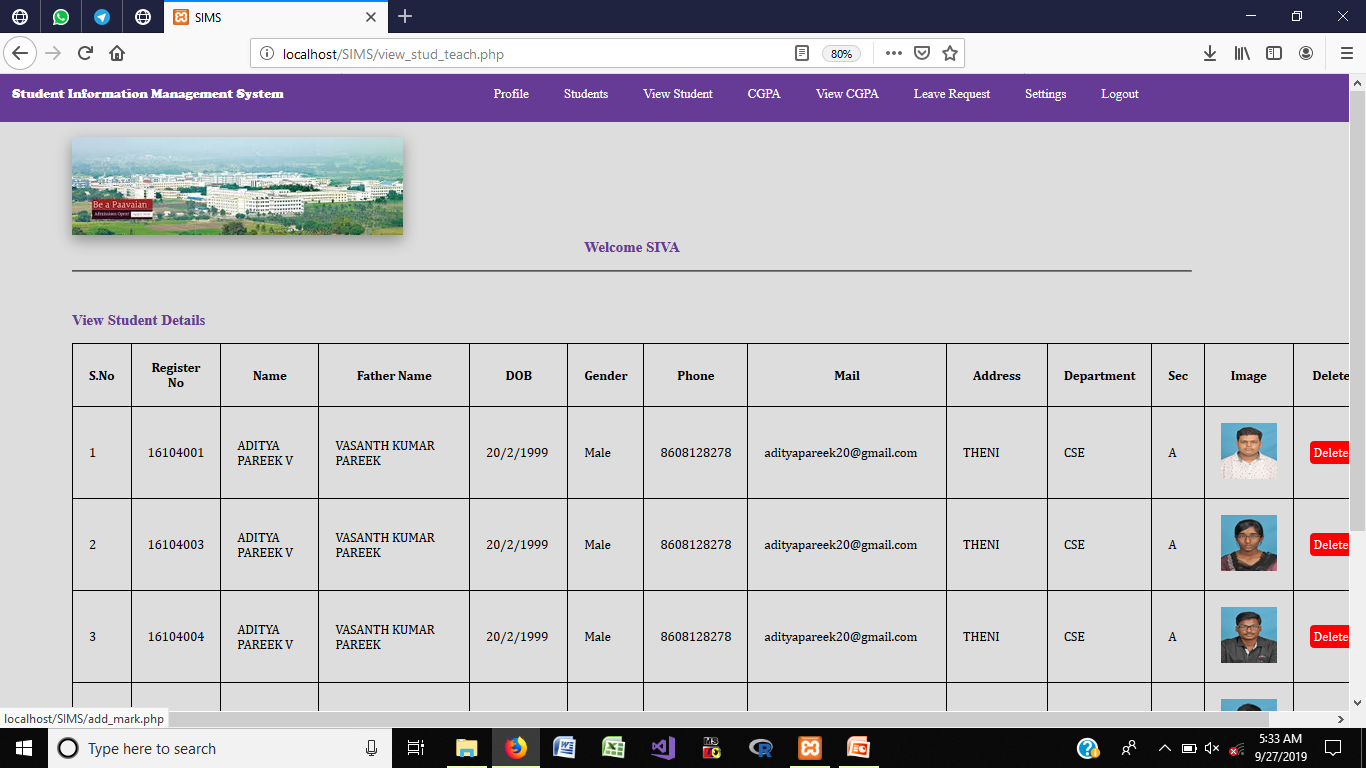 SIMS
localhost/SIMS/view_stud_teach.php
80%
Student Information Management System
Profile
Students
View Student
CGPA
View CGPA
Leave Request
Settings
Logout
Be a Paavaian
Admissions Open
Welcome SIVA
View Student Details
S.No
Register
No
Name
Father Name
DOB
Gender
Phone
Mail
Address
Department
Sec
Image
Delete
1
16104001
ADITYA
PAREEK V
VASANTH KUMAR
PAREEK
20/2/1999
Male
8608128278
adityapareek20@gmail.com
THENI
CSE
A
Delete
2
16104003
ADITYA
PAREEK V
VASANTH KUMAR
PAREEK
20/2/1999
Male
8608128278
adityapareek20@gmail.com
THENI
CSE
A
Delete
3
16104004
ADITYA
PAREEK V
VASANTH KUMAR
PAREEK
20/2/1999
Male
8608128278
adityapareek20@gmail.com
THENI
CSE
A
Delete
localhost/SIMS/add_mark.php
Type here to search
5:33 AM
9/27/2019